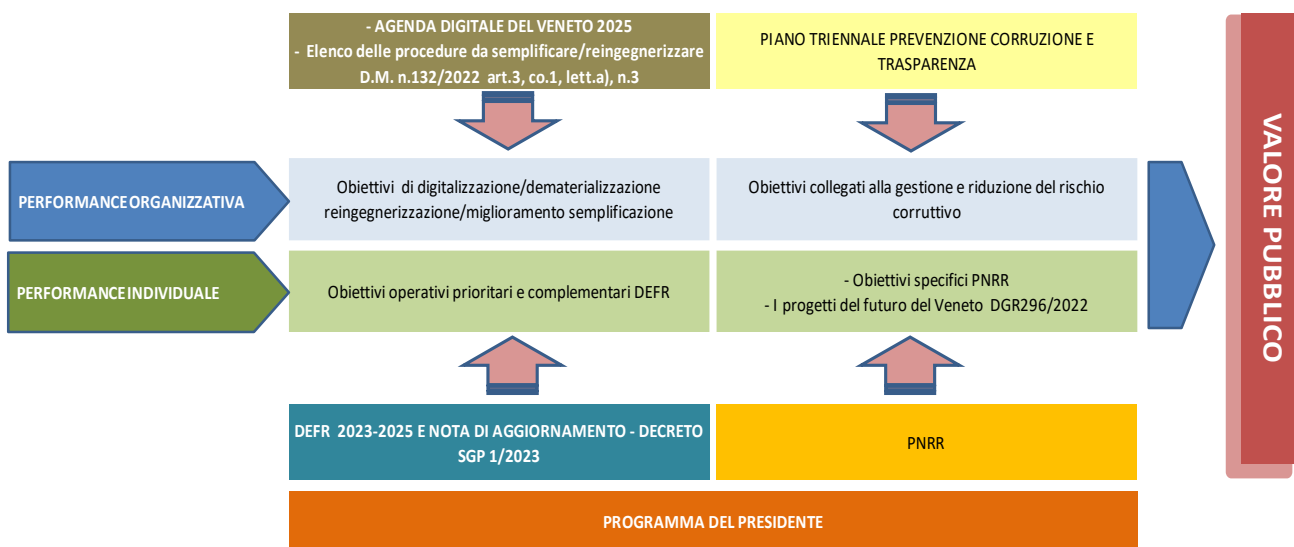 - AGENDA DIGITALE DEL VENETO 2025
- Elenco delle procedure da semplificare/reingegnerizzare
D.M. n.132/2022 art.3, co.1, lett.a), n.3
PIANO TRIENNALE PREVENZIONE CORRUZIONE E
TRASPARENZA
PERFORMANCE ORGANIZZATIVA
Obiettivi di digitalizzazione/dematerializzazione
reingegnerizzazione/miglioramento semplificazione
Obiettivi collegati alla gestione e riduzione del rischio
corruttivo
PERFORMANCE INDIVIDUALE
Obiettivi operativi prioritari e complementari DEFR
- Obiettivi specifici PNRR
- I progetti del futuro del Veneto DGR296/2022
DEFR 2023-2025 E NOTA DI AGGIORNAMENTO - DECRETO
SGP 1/2023
PNRR
PROGRAMMA DEL PRESIDENTE
VALORE PUBBLICO